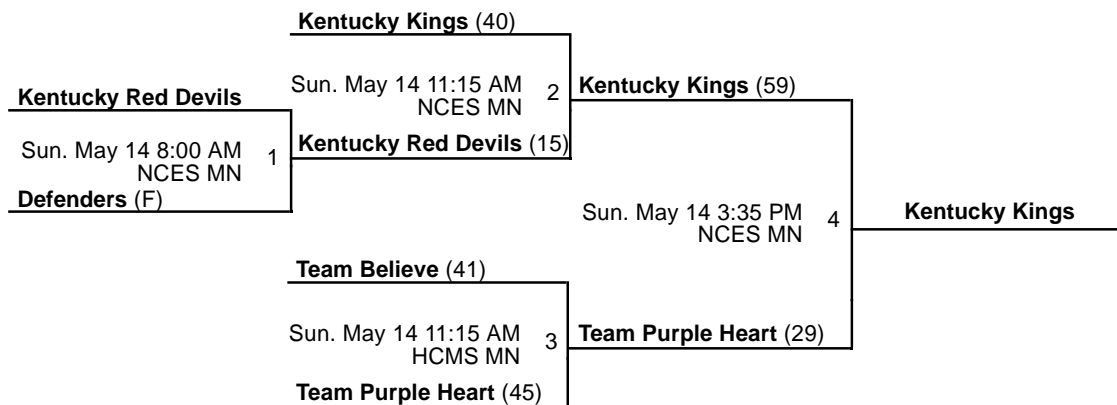 Kentucky Kings (40)
Sun. May 14 11:15 AM
NCES MN
2
Kentucky Kings (59)
Kentucky Red Devils
Sun. May 14 8:00 AM
NCES MN
1
Kentucky Red Devils (15)
Defenders (F)
Sun. May 14 3:35 PM
NCES MN
4
Kentucky Kings
Team Believe (41)
Sun. May 14 11:15 AM
HCMS MN
3
Team Purple Heart (29)
Team Purple Heart (45)